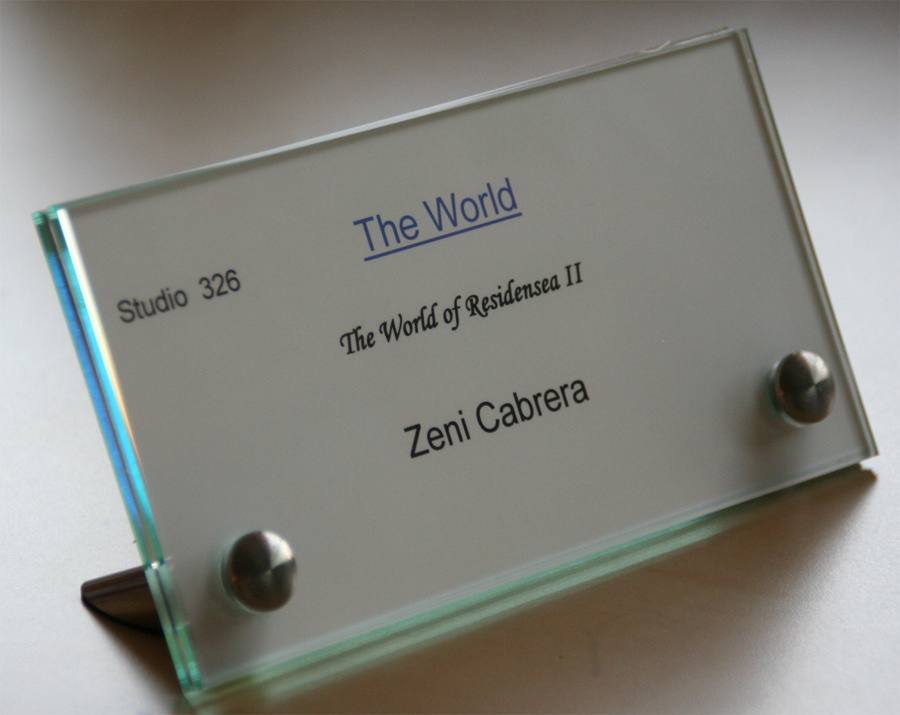 The World
Studio 326
The World of Residensea II
Zeni Cabrera